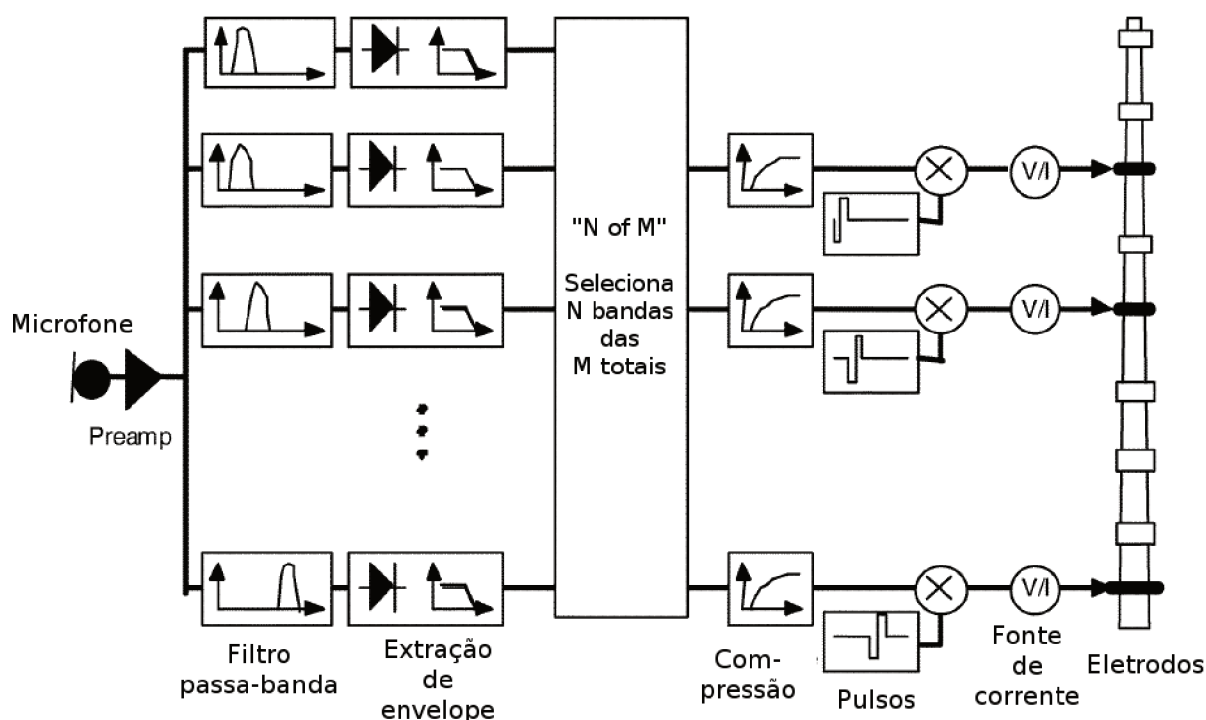 "N of M"
Seleciona
N bandas
das
M totais
Microfone
Preamp
V/I
V/I
V/I
Filtro
passa-banda
Extração
de
envelope
Com-
pressão
Pulsos
Fonte
de
corrente
Eletrodos